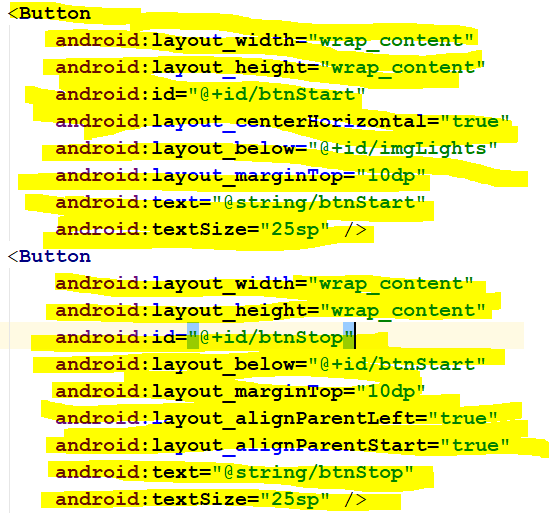 <Button
android:layout_width="wrap_content"
android:layout_height="wrap_content"
android:id="@+id/btnStart"
android:layout_centerHorizontal="true"
android:layout_below="@+id/imgLights"
android:layout_marginTop="10dp"
android:text="@string/btnStart"
android:textSize="25sp" />
<Button
android:layout_width="wrap_content"
android:layout_height="wrap_content"
android:id="@+id/btnStop"
android:layout_below="@+id/btnStart"
android:layout_marginTop="10dp"
android:layout_alignParentLeft="true"
android:layout_alignParentStart="true"
android:text="@string/btnStop"
android:textSize="25sp" />